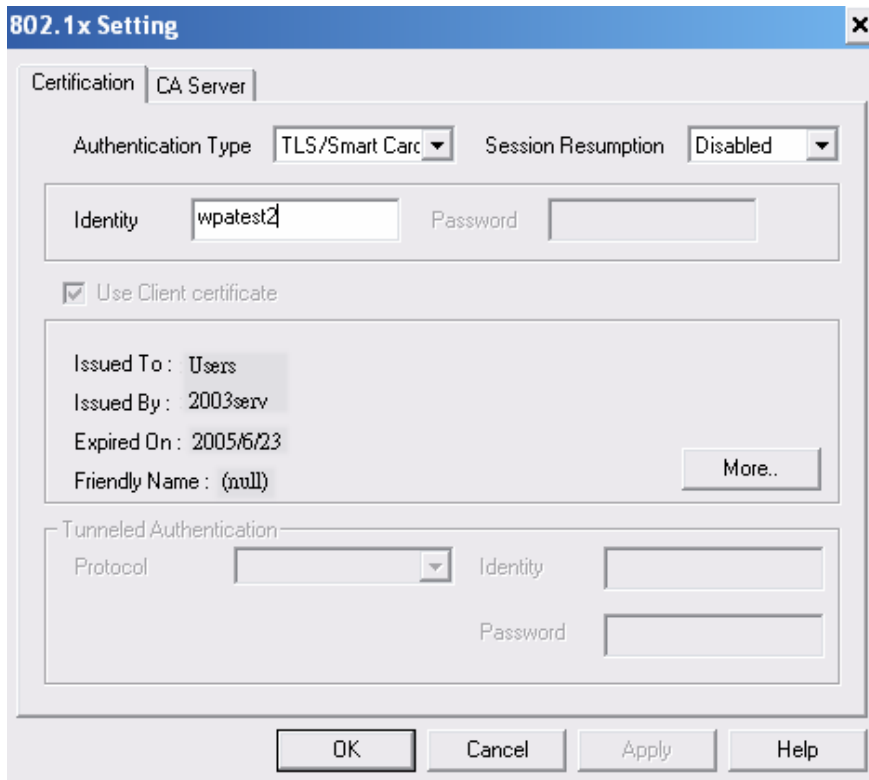 802.1x Setting
Certification CA Server
Authentication Type TLS/Smart Carc Session Resumption Disabled
Identity wpatest2 Password
Use Client certificate
Issued To : Users
Issued By : 2003serv
Expired On : 2005/6/23
Friendly Name : (null)
More..
Tunneled Authentication
Protocol Identity
Password
OK Cancel Apply Help